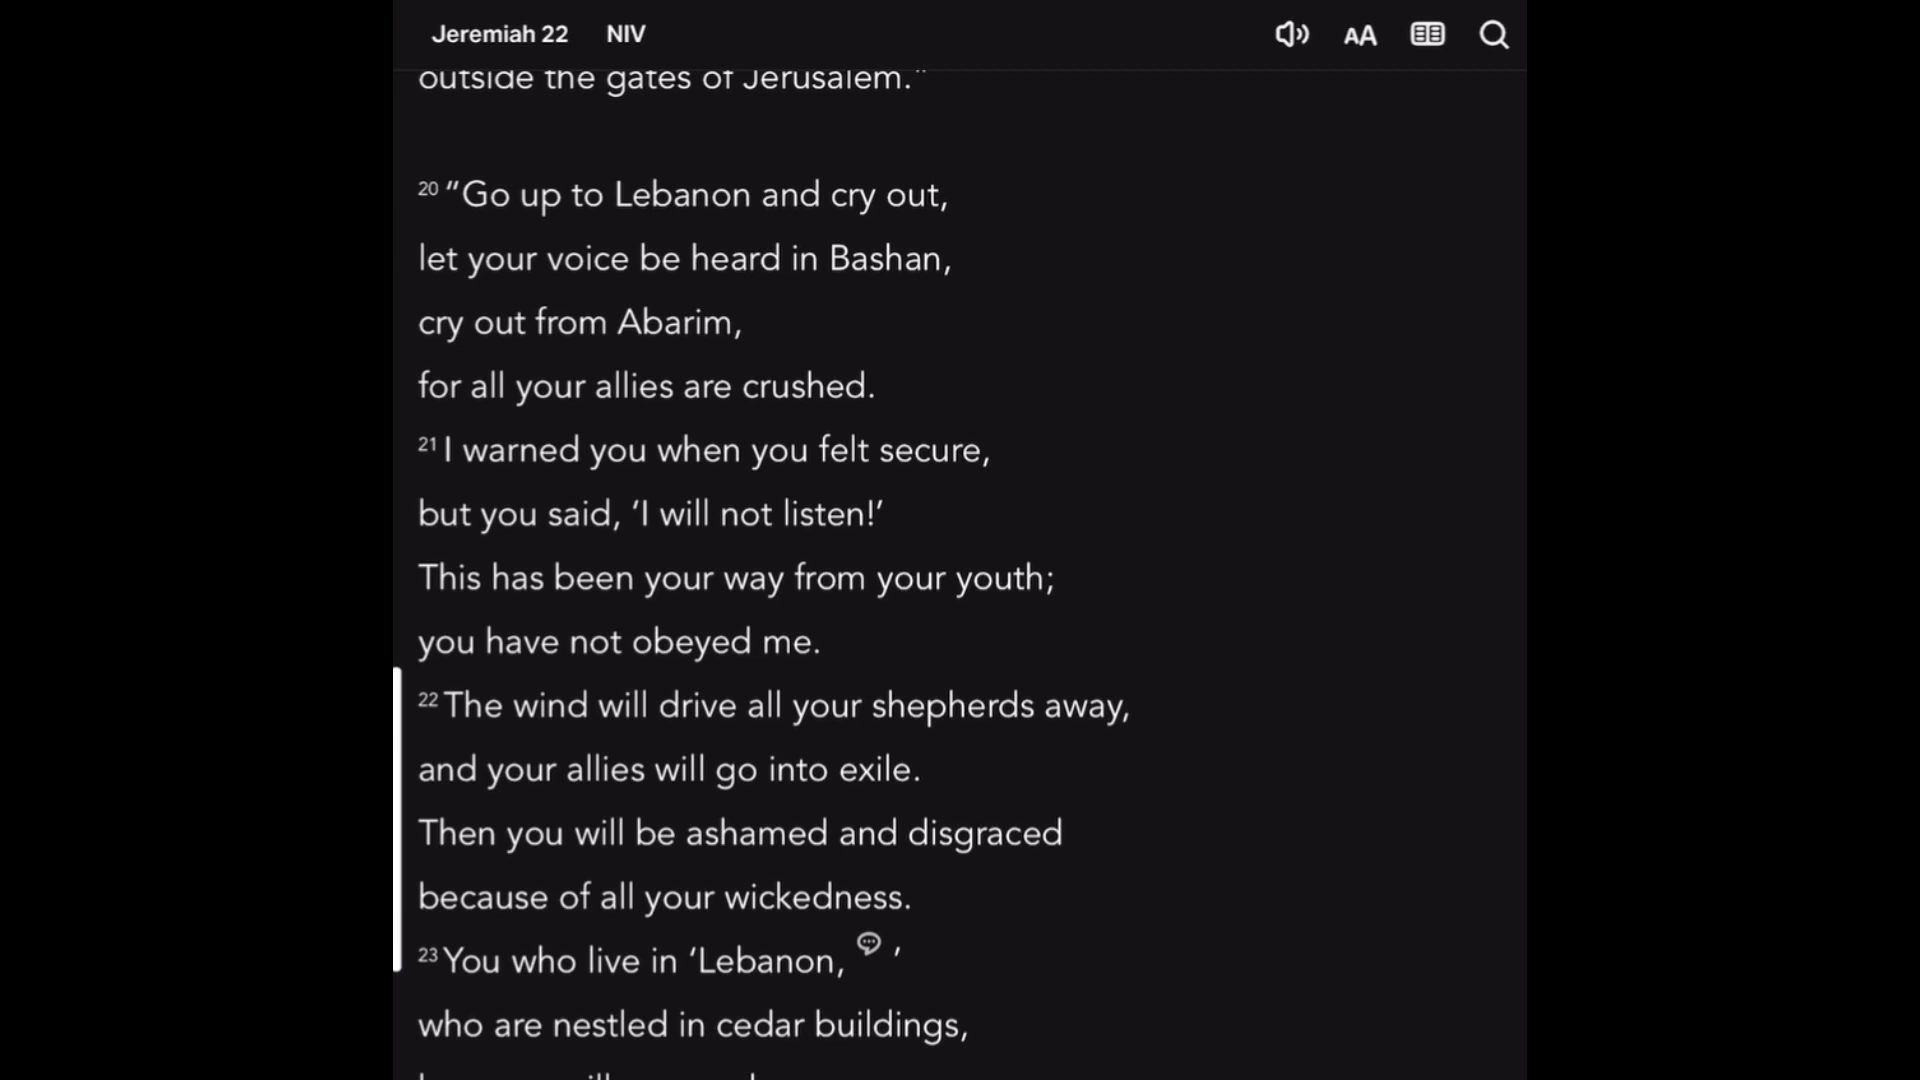 Jeremiah 22 NIV AA
outside the gates of Jerusalem."
20 “Go up to Lebanon and cry out,
let your voice be heard in Bashan,
cry out from Abarim,
for all your allies are crushed.
21 I warned you when you felt secure,
but you said, ‘I will not listen!’
This has been your way from your youth;
you have not obeyed me.
22 The wind will drive all your shepherds away,
and your allies will go into exile.
Then you will be ashamed and disgraced
because of all your wickedness.
23 You who live in ‘Lebanon, ’
who are nestled in cedar buildings,